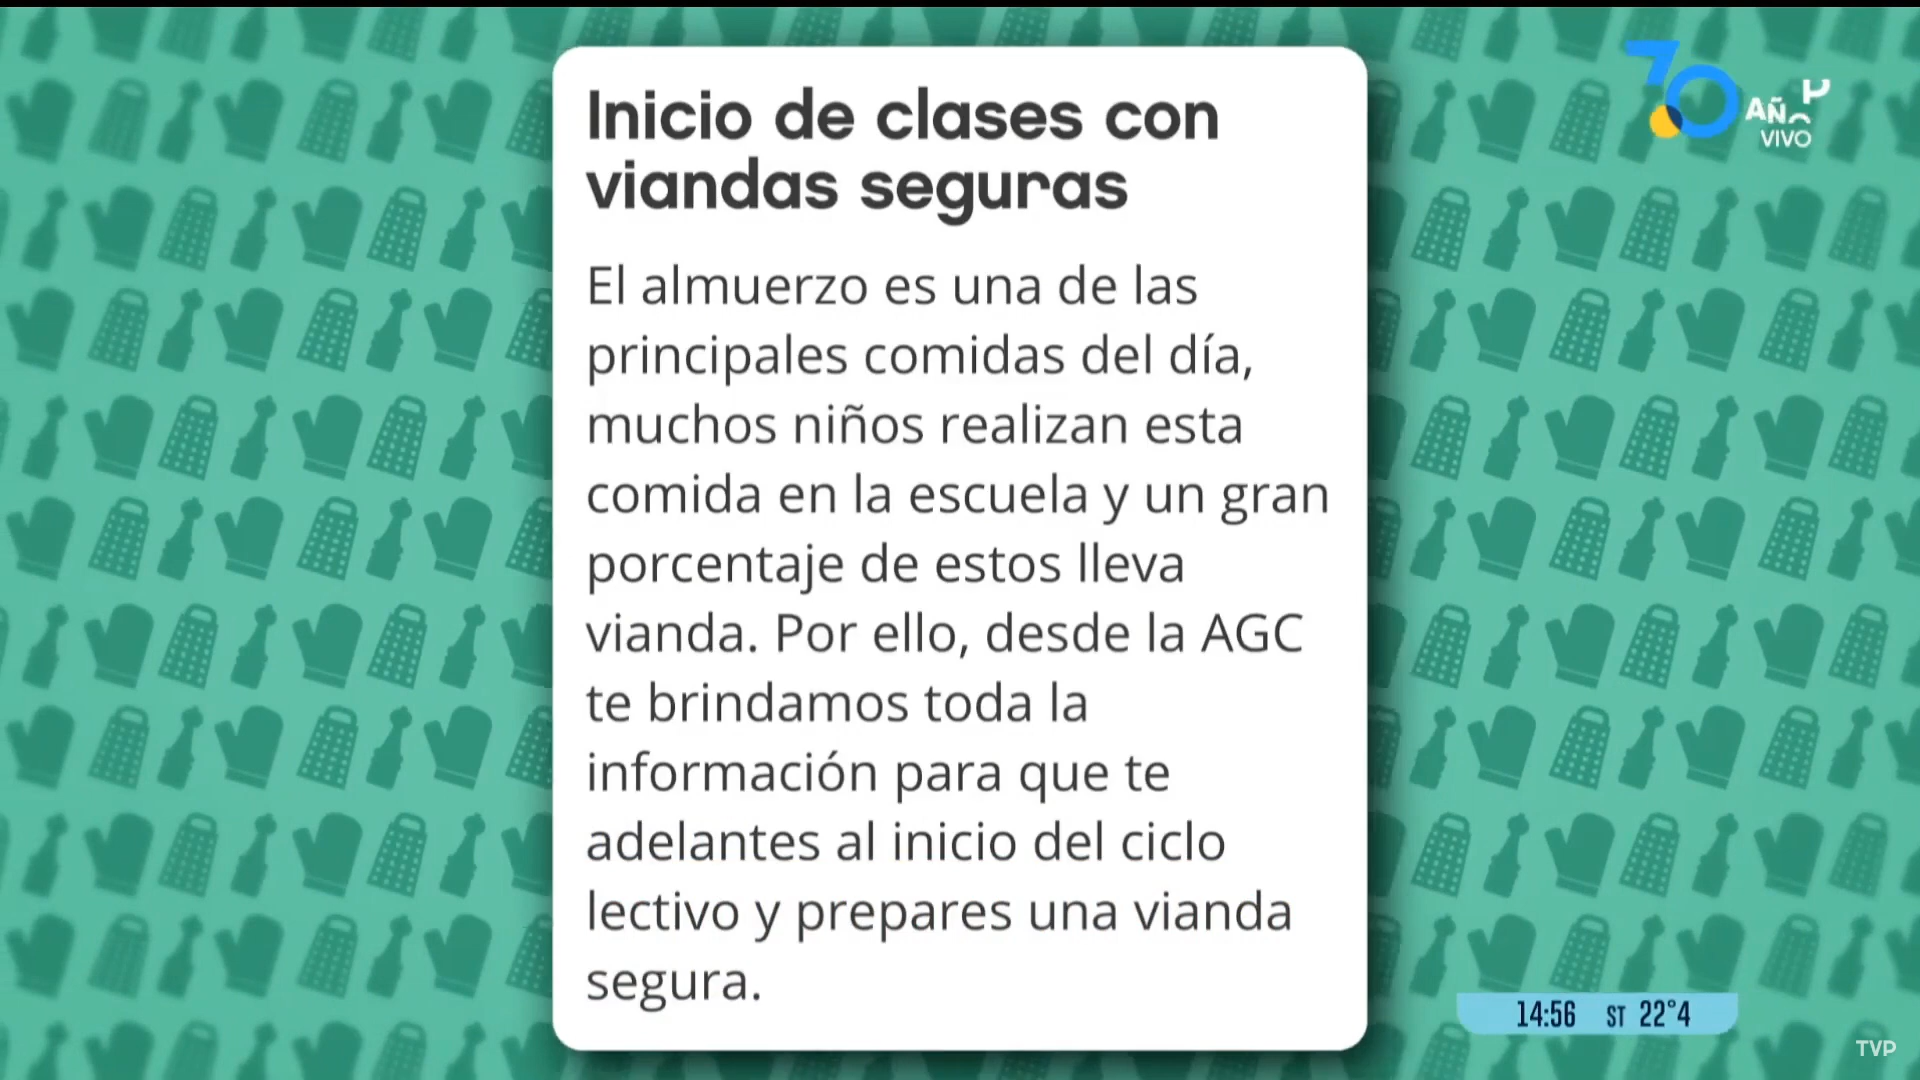 Inicio de clases con
viandas seguras
El almuerzo es una de las
principales comidas del día,
muchos niños realizan esta
comida en la escuela y un gran
porcentaje de estos lleva
vianda. Por ello, desde la AGC
te brindamos toda la
información para que te
adelantes al inicio del ciclo
lectivo y prepares una vianda
segura.
70
VIVO
14:56 ST 22°4
TVP